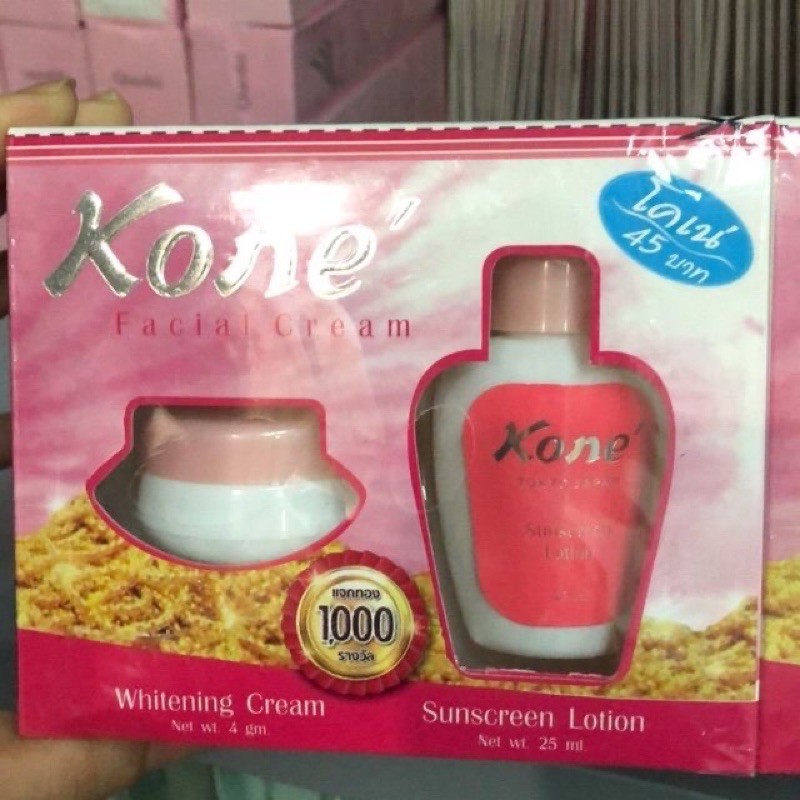 Kone'
Facial Cream
โคเน่
45 บาท
Kone'
TOKYO JAPAN
Sunscreen
Lotion
แจกทอง
1,000
รางวัล
Whitening Cream
Net wt. 4 gm.
Sunscreen Lotion
Net wt. 25 ml.